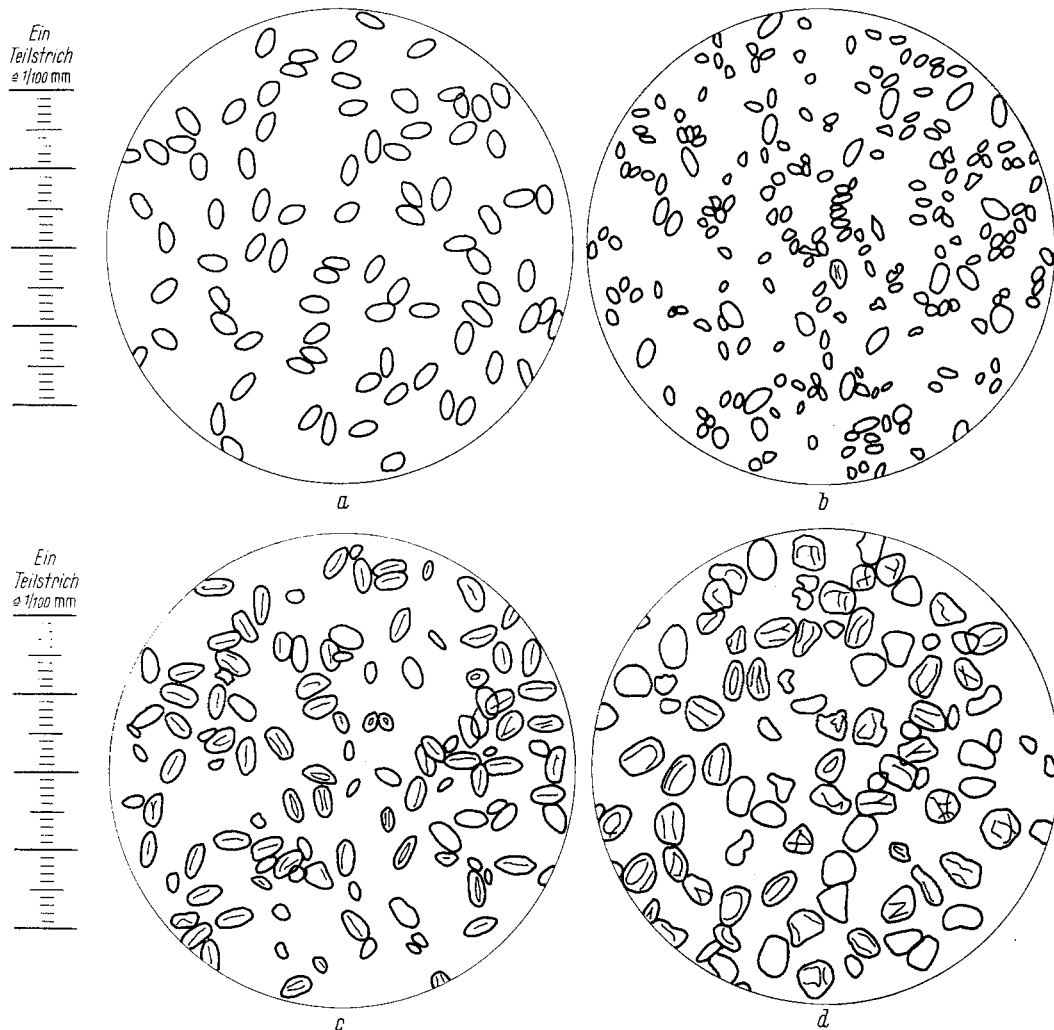 Ein
Teilstrich
≙ 1/100 mm
a
b
Ein
Teilstrich
≙ 1/100 mm
c
d